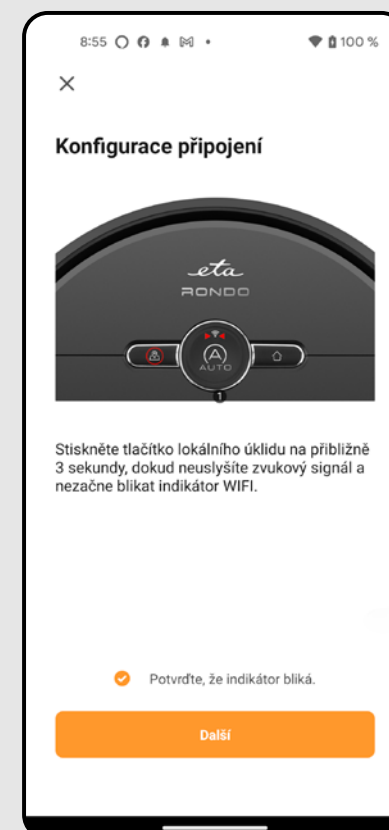 8:55
100 %
Konfigurace připojení
eta
RONDO
A
AUTO
1
Stiskněte tlačítko lokálního úklidu na přibližně
3 sekundy, dokud neuslyšíte zvukový signál a
nezačne blikat indikátor WIFI.
Potvrďte, že indikátor bliká.
Další